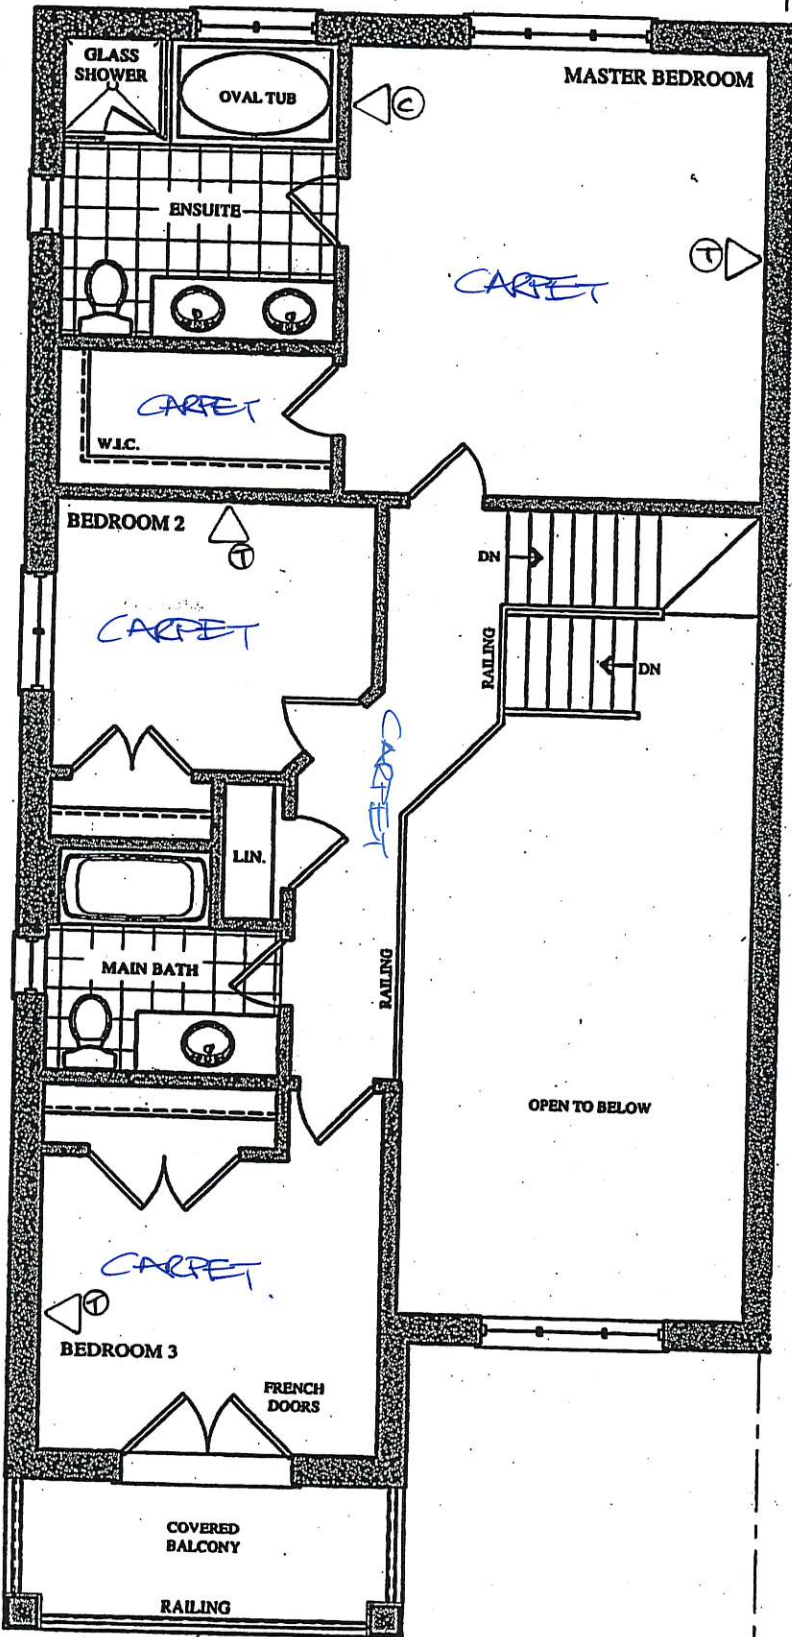 GLASS
SHOWER
OVAL TUB
MASTER BEDROOM
C
ENSUITE
T
CARPET
CARPET
W.I.C.
BEDROOM 2
T
DN
CARPET
RAILING
DN
CARPET
LIN.
MAIN BATH
RAILING
OPEN TO BELOW
CARPET.
T
BEDROOM 3
FRENCH
DOORS
COVERED
BALCONY
RAILING